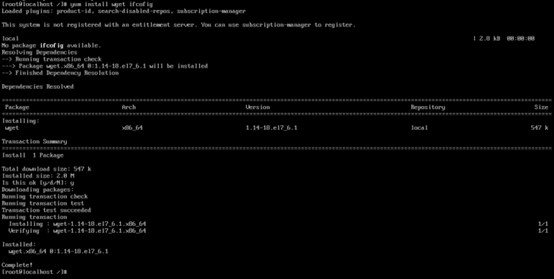 [root@localhost /]# yum install wget ifcofig
Loaded plugins: product-id, search-disabled-repos, subscription-manager
This system is not registered with an entitlement server. You can use subscription-manager to register.
local | 2.8 kB 00:00:00
No package ifcofig available.
Resolving Dependencies
--> Running transaction check
---> Package wget.x86_64 0:1.14-18.el7_6.1 will be installed
--> Finished Dependency Resolution
Dependencies Resolved
================================================================================
Package Arch Version Repository Size
================================================================================
Installing:
wget x86_64 1.14-18.el7_6.1 local 547 k
Transaction Summary
================================================================================
Install 1 Package
Total download size: 547 k
Installed size: 2.0 M
Is this ok [y/d/N]: y
Downloading packages:
Running transaction check
Running transaction test
Transaction test succeeded
Running transaction
Installing : wget-1.14-18.el7_6.1.x86_64 1/1
Verifying : wget-1.14-18.el7_6.1.x86_64 1/1
Installed:
wget.x86_64 0:1.14-18.el7_6.1
Complete!
[root@localhost /]#